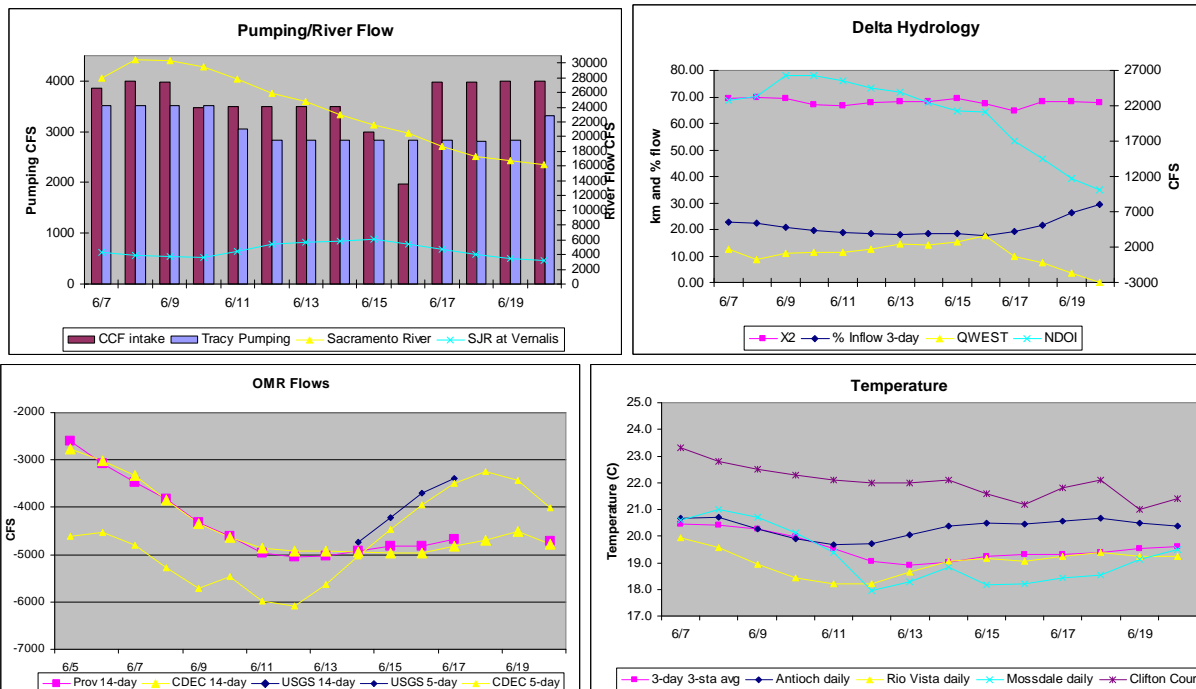 Pumping/River Flow
Pumping CFS
4000
3000
2000
1000
0
30000
28000
26000
24000
22000
20000
18000
16000
14000
12000
10000
8000
6000
4000
2000
0
River Flow CFS
6/7 6/9 6/11 6/13 6/15 6/17 6/19
CCF intake Tracy Pumping Sacramento River SJR at Vernalis
Delta Hydrology
km and % flow
80.00
70.00
60.00
50.00
40.00
30.00
20.00
10.00
0.00
27000
22000
17000
12000
7000
2000
-3000
CFS
6/7 6/9 6/11 6/13 6/15 6/17 6/19
X2 % Inflow 3-day QWEST NDOI
OMR Flows
CFS
-2000
-3000
-4000
-5000
-6000
-7000
6/5 6/7 6/9 6/11 6/13 6/15 6/17 6/19
Prov 14-day CDEC 14-day USGS 14-day USGS 5-day CDEC 5-day
Temperature
Temperature (C)
25.0
24.0
23.0
22.0
21.0
20.0
19.0
18.0
17.0
6/7 6/9 6/11 6/13 6/15 6/17 6/19
3-day 3-sta avg Antioch daily Rio Vista daily Mossdale daily Clifton Court